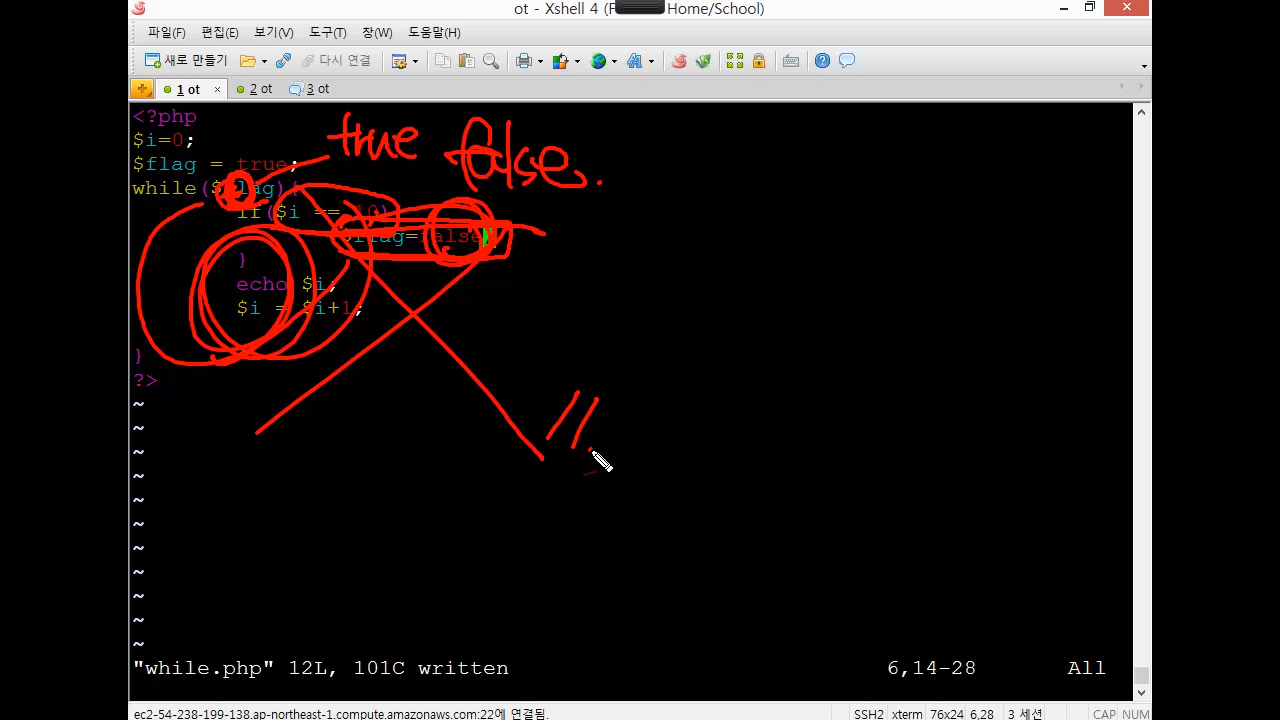 ot - Xshell 4 (F Home/School)
파일(F) 편집(E) 보기(V) 도구(T) 창(W) 도움말(H)
새로 만들기 다시 연결
1 ot × 2 ot 3 ot
<?php
$i=0;
$flag = true;
true false.
while($flag){
if($i == 10)
$flag=false
}
echo $i;
$i = $i+1;
}
?>
~
~
~
~
~
~
~
~
~
~
~
"while.php" 12L, 101C written 6,14-28 All
ec2-54-238-199-138.ap-northeast-1.compute.amazonaws.com:22에 연결됨. SSH2 xterm 76x24 6,28 3 세션 CAP NUM